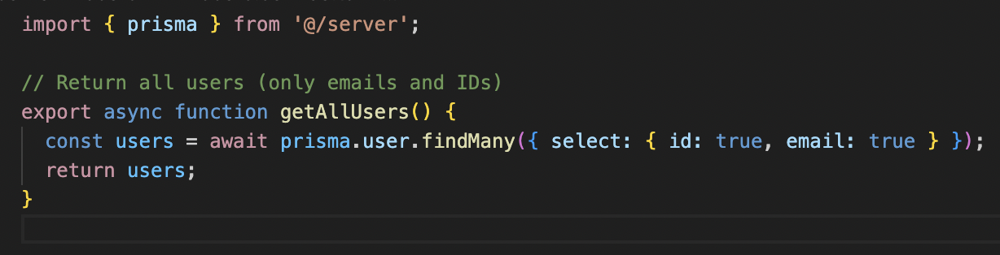 import { prisma } from '@/server';
// Return all users (only emails and IDs)
export async function getAllUsers() {
const users = await prisma.user.findMany({ select: { id: true, email: true } });
return users;
}